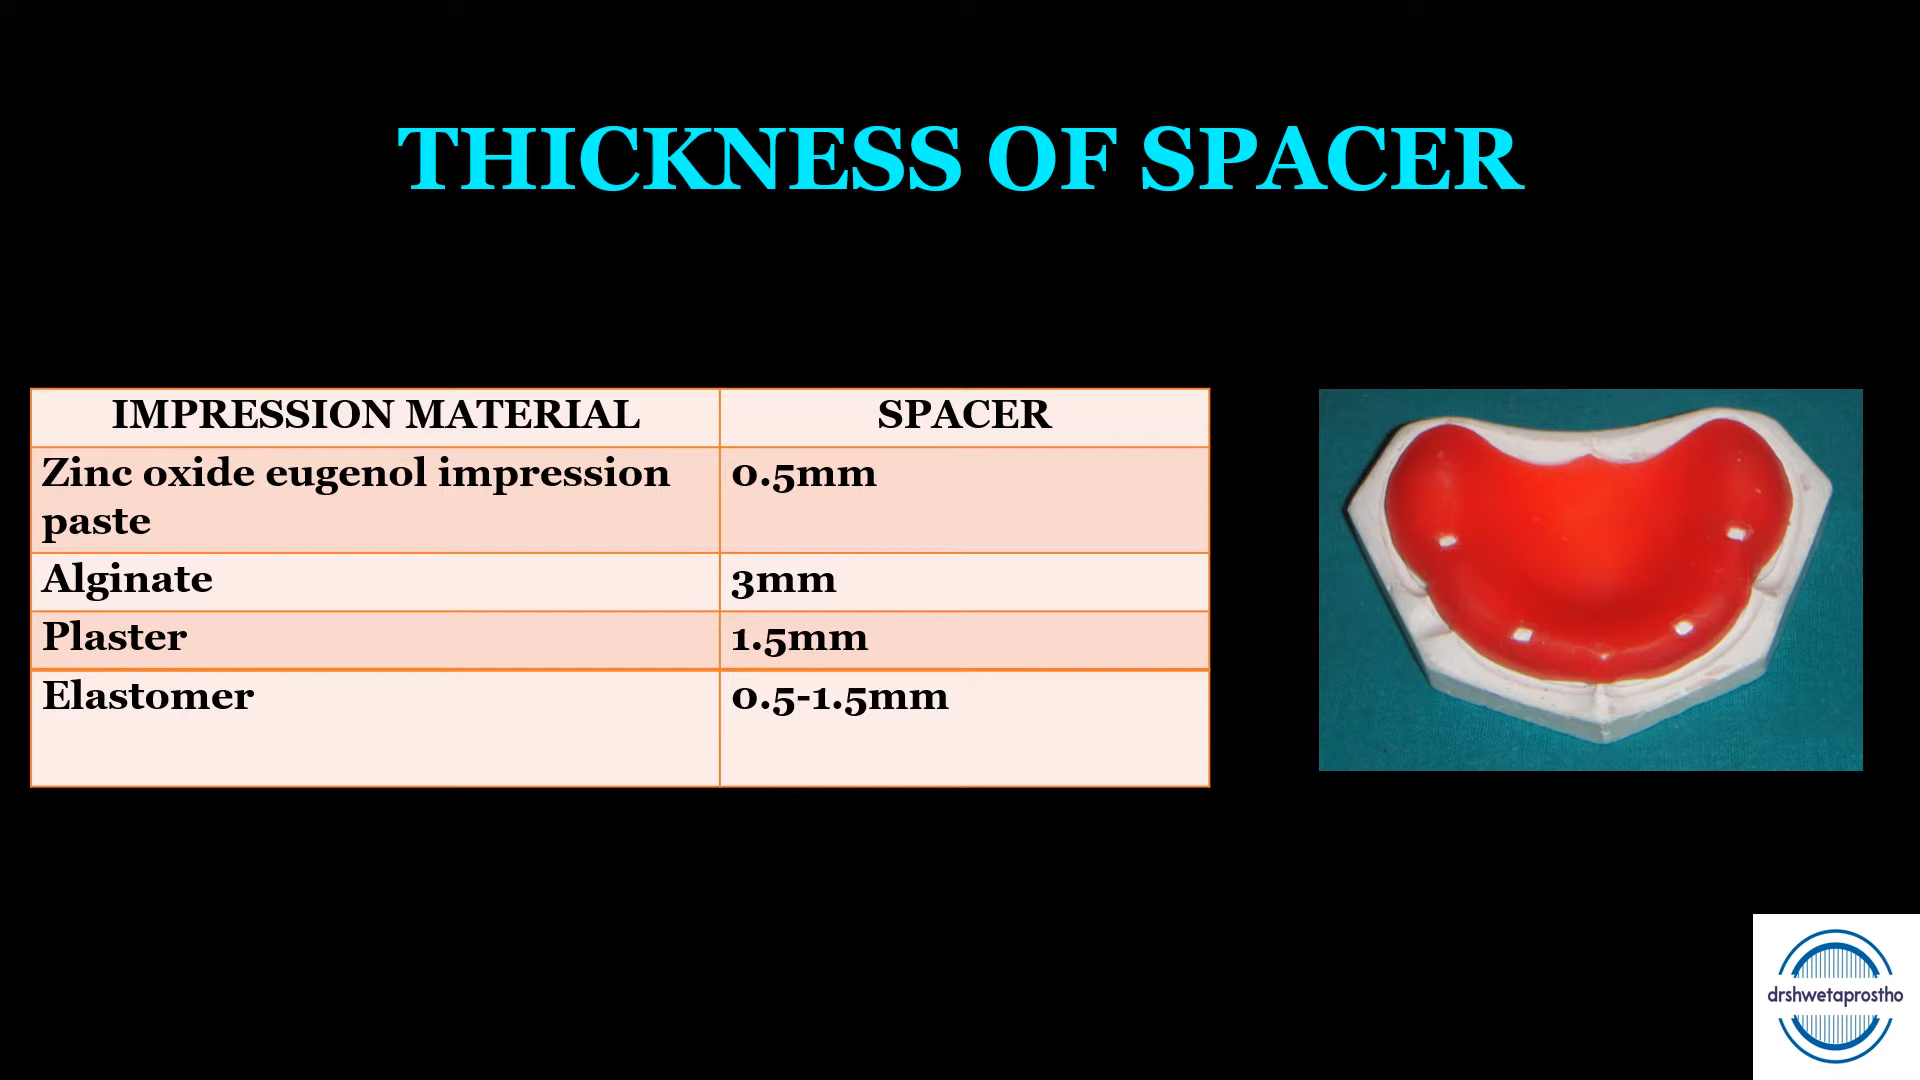 THICKNESS OF SPACER
IMPRESSION MATERIAL SPACER
Zinc oxide eugenol impression 0.5mm
paste
Alginate 3mm
Plaster 1.5mm
Elastomer 0.5-1.5mm
drshwetaprostho